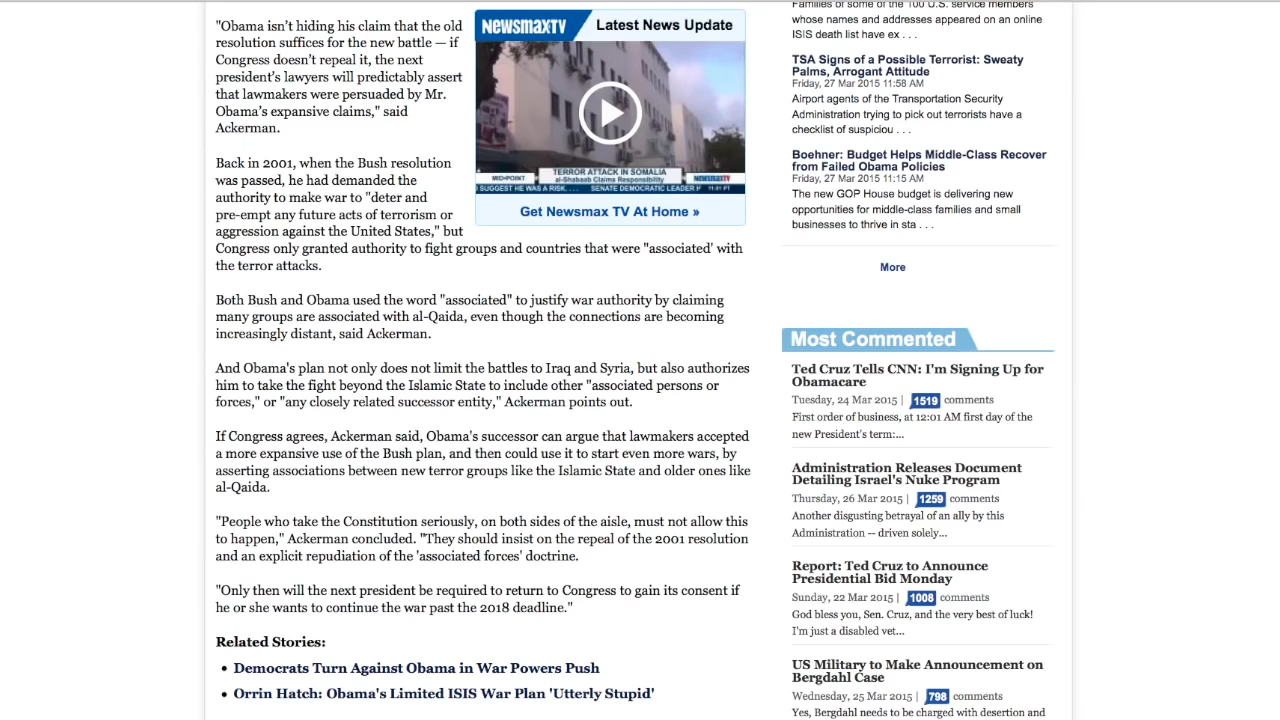 "Obama isn't hiding his claim that the old
resolution suffices for the new battle — if
Congress doesn't repeal it, the next
president's lawyers will predictably assert
that lawmakers were persuaded by Mr.
Obama's expansive claims," said
Ackerman.
Back in 2001, when the Bush resolution
was passed, he had demanded the
authority to make war to "deter and
pre-empt any future acts of terrorism or
aggression against the United States," but
Congress only granted authority to fight groups and countries that were "associated' with
the terror attacks.
Both Bush and Obama used the word "associated" to justify war authority by claiming
many groups are associated with al-Qaida, even though the connections are becoming
increasingly distant, said Ackerman.
And Obama's plan not only does not limit the battles to Iraq and Syria, but also authorizes
him to take the fight beyond the Islamic State to include other "associated persons or
forces," or "any closely related successor entity," Ackerman points out.
If Congress agrees, Ackerman said, Obama's successor can argue that lawmakers accepted
a more expansive use of the Bush plan, and then could use it to start even more wars, by
asserting associations between new terror groups like the Islamic State and older ones like
al-Qaida.
"People who take the Constitution seriously, on both sides of the aisle, must not allow this
to happen," Ackerman concluded. "They should insist on the repeal of the 2001 resolution
and an explicit repudiation of the 'associated forces' doctrine.
"Only then will the next president be required to return to Congress to gain its consent if
he or she wants to continue the war past the 2018 deadline."
Related Stories:
• Democrats Turn Against Obama in War Powers Push
• Orrin Hatch: Obama's Limited ISIS War Plan 'Utterly Stupid'
NewsmaxTV Latest News Update
MIDPOINT
TERROR ATTACK IN SOMALIA
al-Shabaab Claims Responsibility
NEWSMAXTV
SUGGEST HE WAS A RISK. . . . SENATE DEMOCRATIC LEADER 11:41 PT
Get Newsmax TV At Home »
Families of some of the 100 U.S. service members
whose names and addresses appeared on an online
ISIS death list have ex . . .
TSA Signs of a Possible Terrorist: Sweaty
Palms, Arrogant Attitude
Friday, 27 Mar 2015 11:58 AM
Airport agents of the Transportation Security
Administration trying to pick out terrorists have a
checklist of suspiciou . . .
Boehner: Budget Helps Middle-Class Recover
from Failed Obama Policies
Friday, 27 Mar 2015 11:15 AM
The new GOP House budget is delivering new
opportunities for middle-class families and small
businesses to thrive in sta . . .
More
Most Commented
Ted Cruz Tells CNN: I'm Signing Up for
Obamacare
Tuesday, 24 Mar 2015 | 1519 comments
First order of business, at 12:01 AM first day of the
new President's term:...
Administration Releases Document
Detailing Israel's Nuke Program
Thursday, 26 Mar 2015 | 1259 comments
Another disgusting betrayal of an ally by this
Administration -- driven solely...
Report: Ted Cruz to Announce
Presidential Bid Monday
Sunday, 22 Mar 2015 | 1008 comments
God bless you, Sen. Cruz, and the very best of luck!
I'm just a disabled vet...
US Military to Make Announcement on
Bergdahl Case
Wednesday, 25 Mar 2015 | 798 comments
Yes, Bergdahl needs to be charged with desertion and